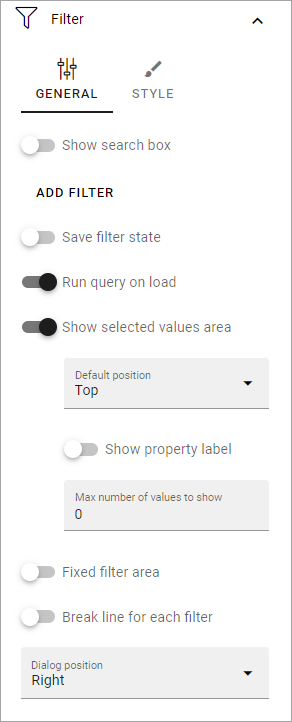 Filter
GENERAL STYLE
Show search box
ADD FILTER
Save filter state
Run query on load
Show selected values area
Default position
Top
Show property label
Max number of values to show
0
Fixed filter area
Break line for each filter
Dialog position
Right